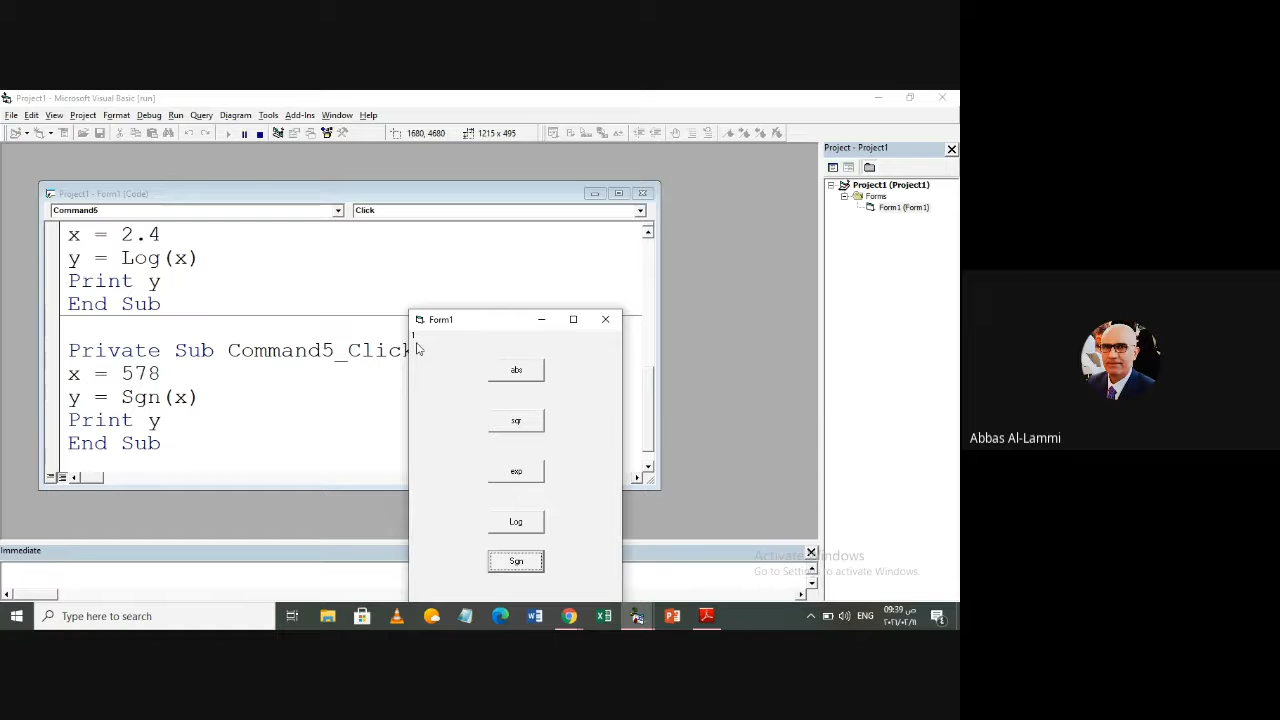 Project1 - Microsoft Visual Basic [run]
File Edit View Project Format Debug Run Query Diagram Tools Add-Ins Window Help
1680, 4680 1215 x 495
Project1 - Form1 (Code)
Command5 Click
x = 2.4
y = Log(x)
Print y
End Sub
Private Sub Command5_Click
x = 578
y = Sgn(x)
Print y
End Sub
Form1
1
abs
sqr
exp
Log
Sgn
Project - Project1
Project1 (Project1)
Forms
Form1 (Form1)
Immediate
Activate Windows
Go to Settings to activate Windows.
Type here to search
ENG
09:39 ص
Abbas Al-Lammi